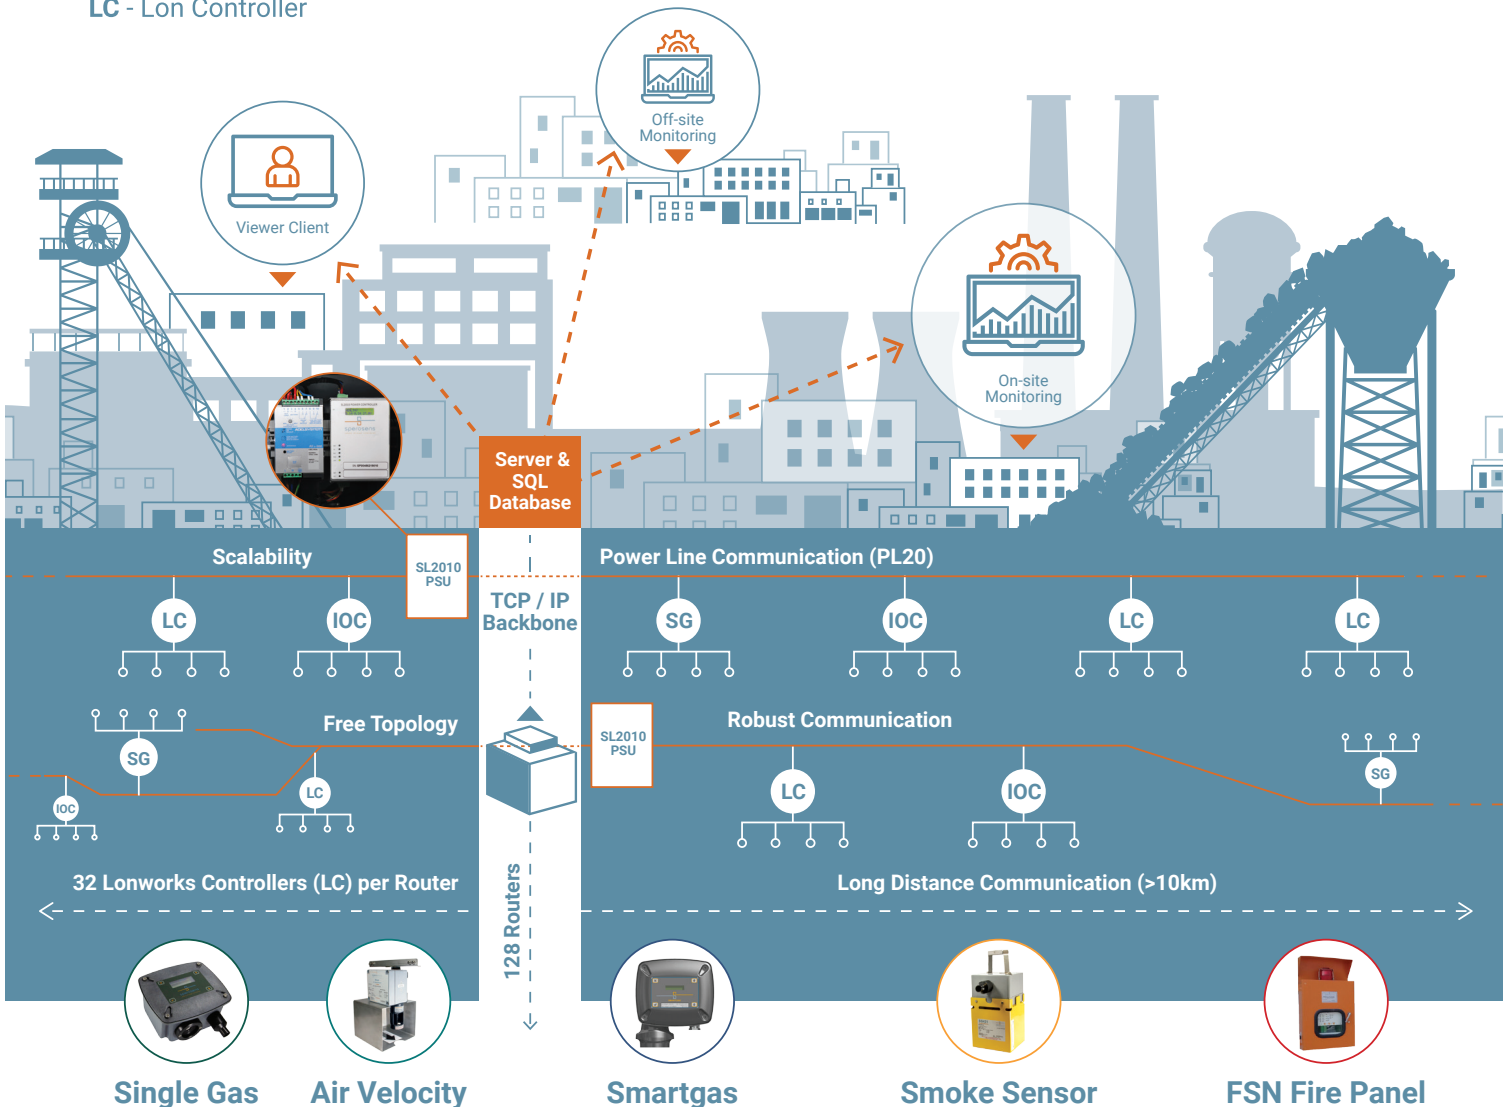 LC - Lon Controller
Off-site
Monitoring
Viewer Client
On-site
Monitoring
Server &
SQL
Database
Scalability
SL2010
PSU
Power Line Communication (PL20)
TCP / IP
Backbone
LC
IOC
SG
IOC
LC
LC
Free Topology
SL2010
PSU
Robust Communication
SG
IOC
LC
LC
IOC
SG
32 Lonworks Controllers (LC) per Router
128 Routers
Long Distance Communication (>10km)
Single Gas
Air Velocity
Smartgas
Smoke Sensor
FSN Fire Panel